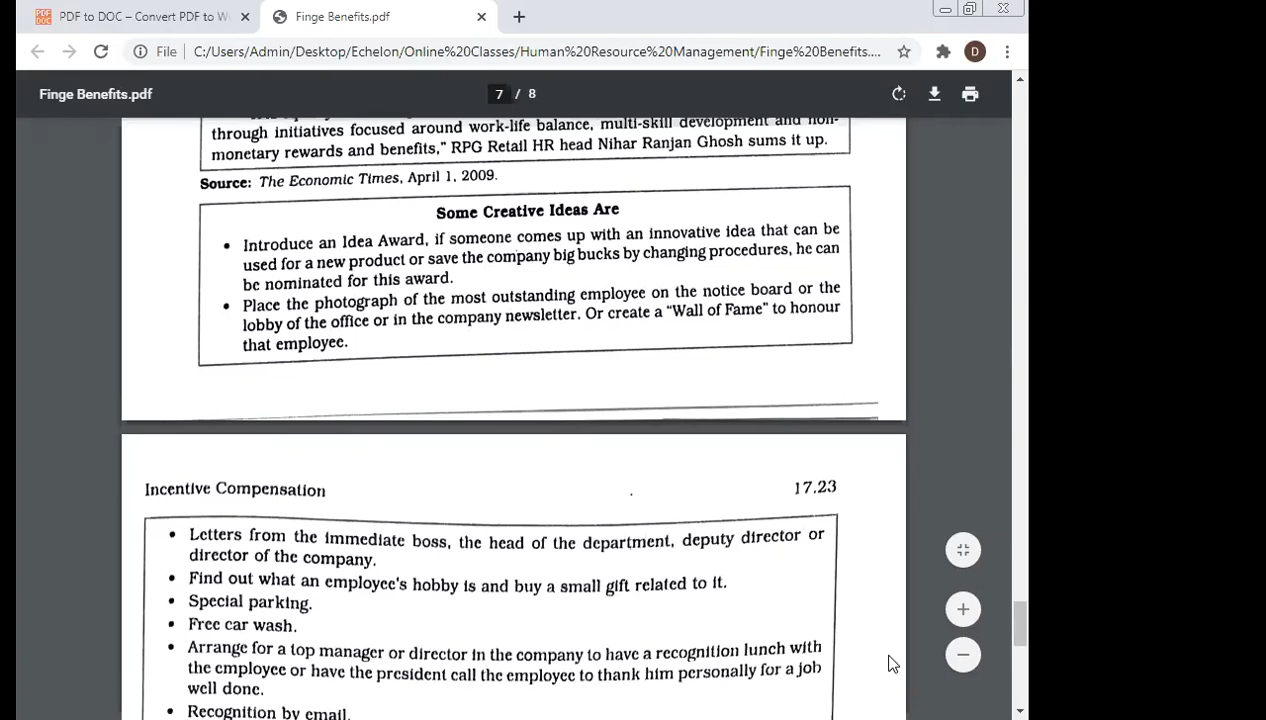 PDF to DOC – Convert PDF to W
Finge Benefits.pdf
File C:/Users/Admin/Desktop/Echelon/Online%20Classes/Human%20Resource%20Management/Finge%20Benefits....
D
Finge Benefits.pdf
7 / 8
through initiatives focused around work-life balance, multi-skill development and non-
monetary rewards and benefits," RPG Retail HR head Nihar Ranjan Ghosh sums it up.
Source: The Economic Times, April 1, 2009.
Some Creative Ideas Are
• Introduce an Idea Award, if someone comes up with an innovative idea that can be
used for a new product or save the company big bucks by changing procedures, he can
be nominated for this award.
• Place the photograph of the most outstanding employee on the notice board or the
lobby of the office or in the company newsletter. Or create a "Wall of Fame" to honour
that employee.
Incentive Compensation 17.23
• Letters from the immediate boss, the head of the department, deputy director or
director of the company.
• Find out what an employee's hobby is and buy a small gift related to it.
• Special parking.
• Free car wash.
• Arrange for a top manager or director in the company to have a recognition lunch with
the employee or have the president call the employee to thank him personally for a job
well done.
• Recognition by email.